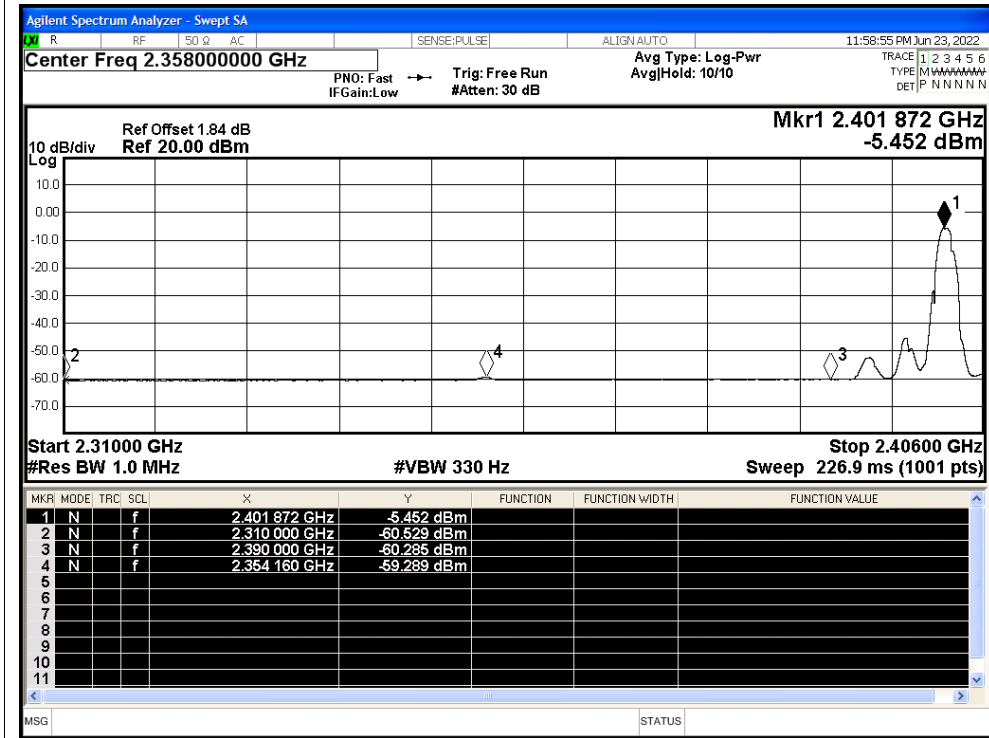 Agilent Spectrum Analyzer - Swept SA
LXI R RF 50 Ω AC SENSE:PULSE ALIGN AUTO 11:58:55 PM Jun 23, 2022
Center Freq 2.358000000 GHz
PNO: Fast
IFGain:Low
Trig: Free Run
#Atten: 30 dB
Avg Type: Log-Pwr
Avg|Hold: 10/10
TRACE 1 2 3 4 5 6
TYPE M WWWWW
DET P N N N N N
Mkr1 2.401 872 GHz
-5.452 dBm
Ref Offset 1.84 dB
10 dB/div Ref 20.00 dBm
Log
10.0
0.00
-10.0
-20.0
-30.0
-40.0
-50.0
-60.0
-70.0
1
2
4
3
Start 2.31000 GHz Stop 2.40600 GHz
#Res BW 1.0 MHz #VBW 330 Hz Sweep 226.9 ms (1001 pts)
MKR MODE TRC SCL X Y FUNCTION FUNCTION WIDTH FUNCTION VALUE
1 N f 2.401 872 GHz -5.452 dBm
2 N f 2.310 000 GHz -60.529 dBm
3 N f 2.390 000 GHz -60.285 dBm
4 N f 2.354 160 GHz -59.289 dBm
5
6
7
8
9
10
11
MSG STATUS